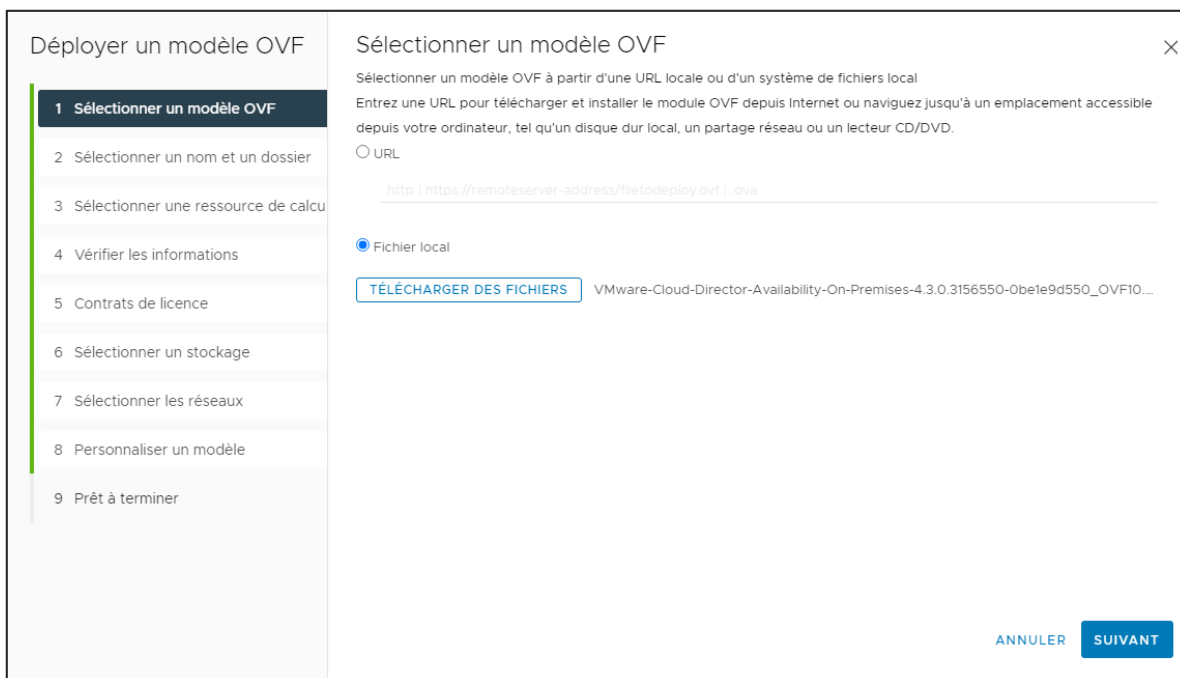 Déployer un modèle OVF
1 Sélectionner un modèle OVF
2 Sélectionner un nom et un dossier
3 Sélectionner une ressource de calcu
4 Vérifier les informations
5 Contrats de licence
6 Sélectionner un stockage
7 Sélectionner les réseaux
8 Personnaliser un modèle
9 Prêt à terminer
Sélectionner un modèle OVF
Sélectionner un modèle OVF à partir d'une URL locale ou d'un système de fichiers local
Entrez une URL pour télécharger et installer le module OVF depuis Internet ou naviguez jusqu'à un emplacement accessible
depuis votre ordinateur, tel qu'un disque dur local, un partage réseau ou un lecteur CD/DVD.
URL
http | https://remoteserver-address/filetodeploy.ovf | .ova
Fichier local
TÉLÉCHARGER DES FICHIERS VMware-Cloud-Director-Availability-On-Premises-4.3.0.3156550-0be1e9d550_OVF10....
ANNULER SUIVANT